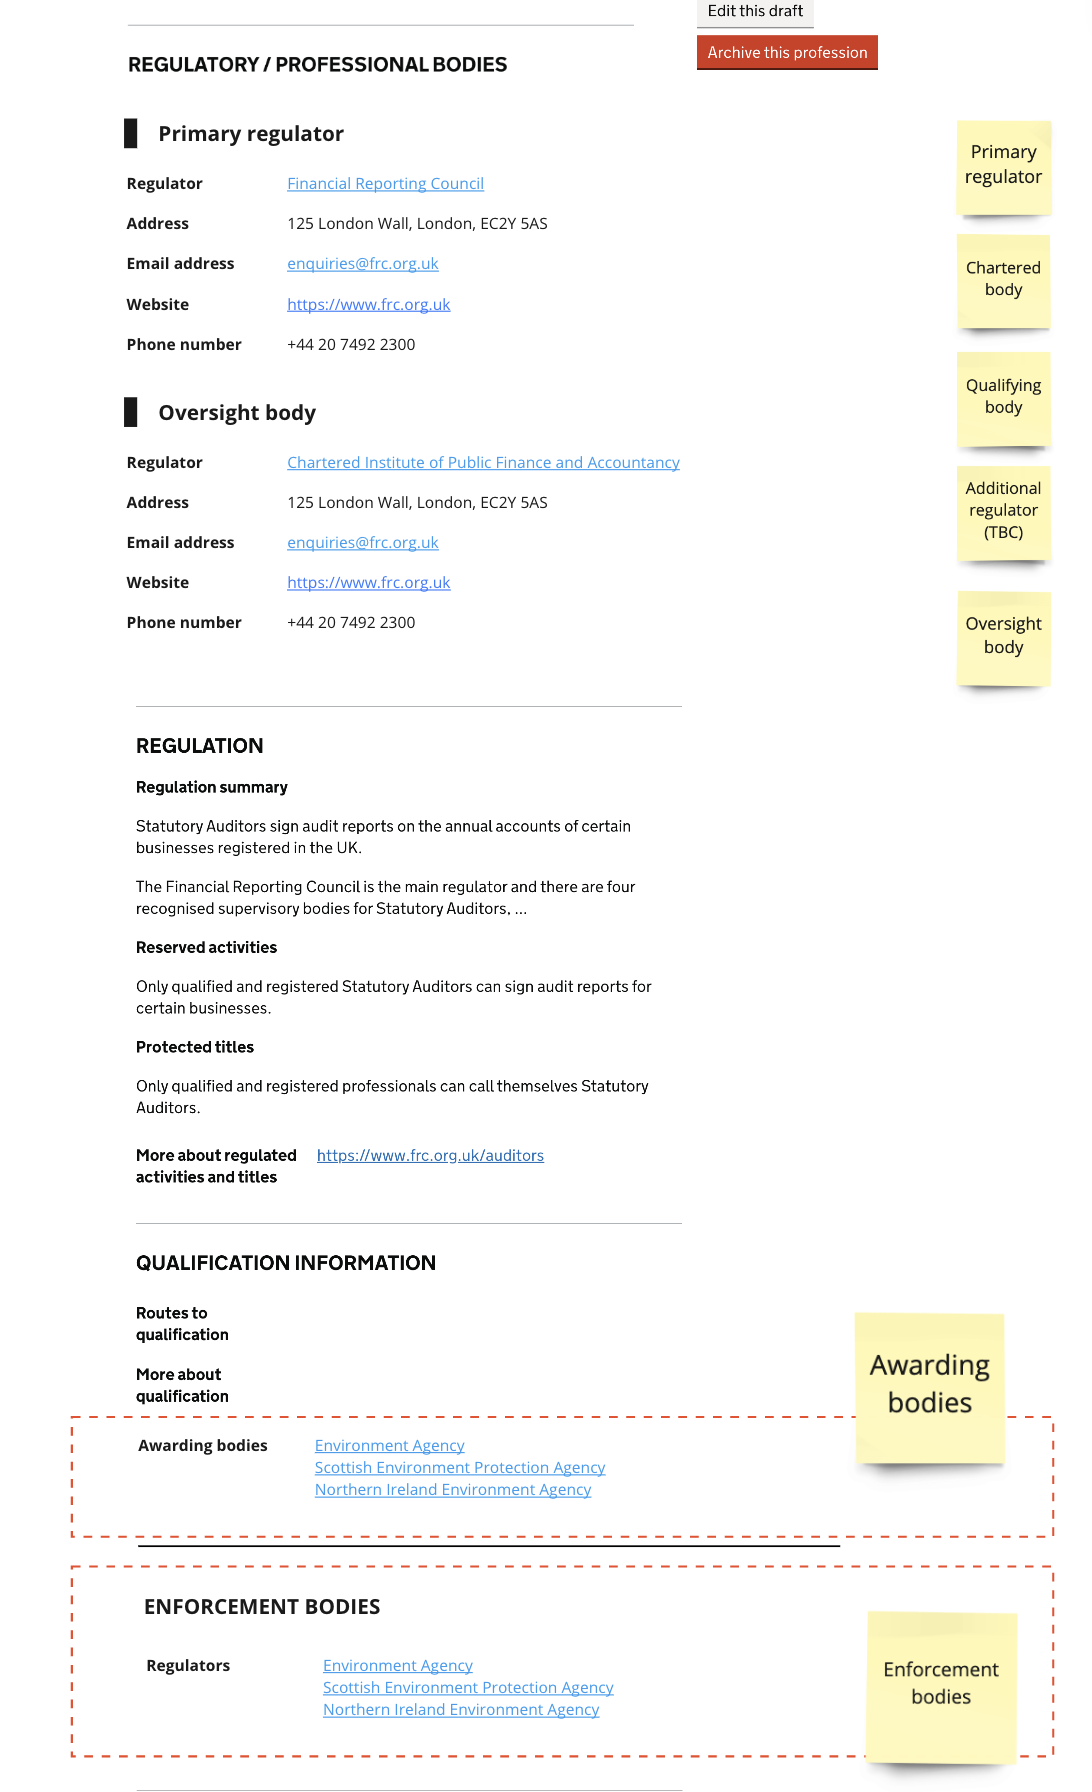 Edit this draft
Archive this profession
REGULATORY / PROFESSIONAL BODIES
Primary regulator
Regulator Financial Reporting Council
Address 125 London Wall, London, EC2Y 5AS
Email address enquiries@frc.org.uk
Website https://www.frc.org.uk
Phone number +44 20 7492 2300
Oversight body
Regulator Chartered Institute of Public Finance and Accountancy
Address 125 London Wall, London, EC2Y 5AS
Email address enquiries@frc.org.uk
Website https://www.frc.org.uk
Phone number +44 20 7492 2300
Primary
regulator
Chartered
body
Qualifying
body
Additional
regulator
(TBC)
Oversight
body
REGULATION
Regulation summary
Statutory Auditors sign audit reports on the annual accounts of certain
businesses registered in the UK.
The Financial Reporting Council is the main regulator and there are four
recognised supervisory bodies for Statutory Auditors, ...
Reserved activities
Only qualified and registered Statutory Auditors can sign audit reports for
certain businesses.
Protected titles
Only qualified and registered professionals can call themselves Statutory
Auditors.
More about regulated https://www.frc.org.uk/auditors
activities and titles
QUALIFICATION INFORMATION
Routes to
qualification
More about
qualification
Awarding bodies Environment Agency
Scottish Environment Protection Agency
Northern Ireland Environment Agency
Awarding
bodies
ENFORCEMENT BODIES
Regulators Environment Agency
Scottish Environment Protection Agency
Northern Ireland Environment Agency
Enforcement
bodies